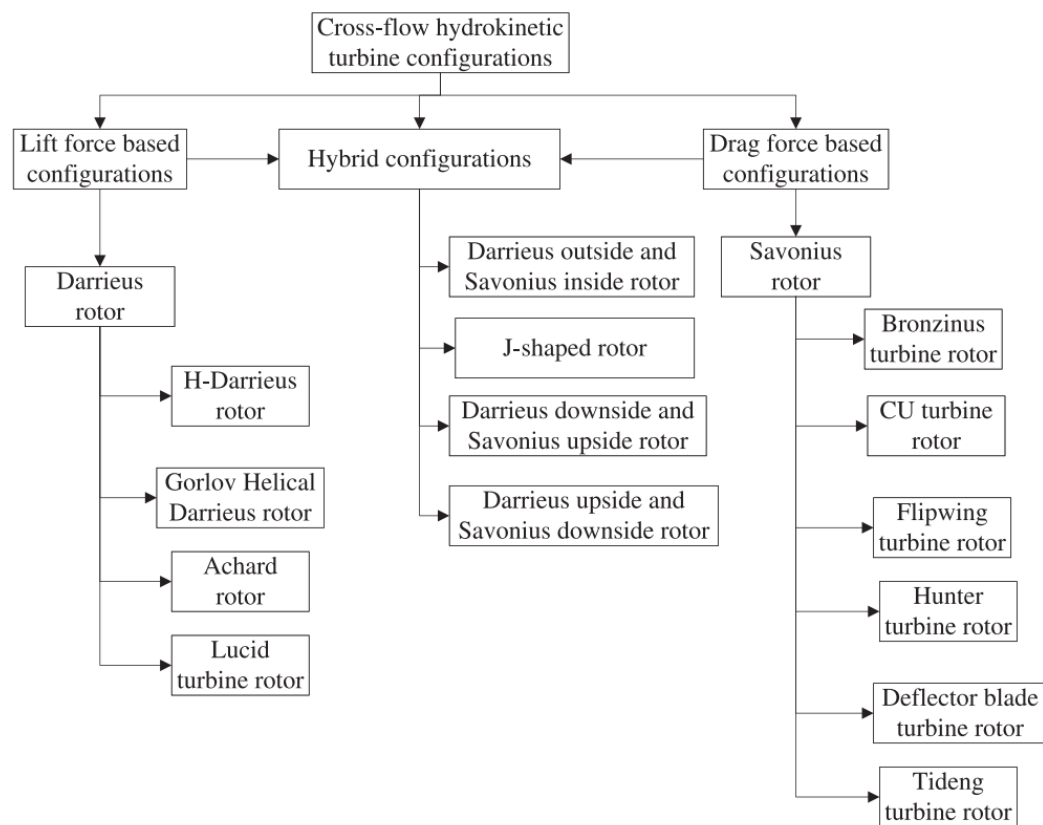 Cross-flow hydrokinetic
turbine configurations
Lift force based
configurations
Hybrid configurations
Drag force based
configurations
Darrieus
rotor
H-Darrieus
rotor
Gorlov Helical
Darrieus rotor
Achard
rotor
Lucid
turbine rotor
Darrieus outside and
Savonius inside rotor
J-shaped rotor
Darrieus downside and
Savonius upside rotor
Darrieus upside and
Savonius downside rotor
Savonius
rotor
Bronzinus
turbine rotor
CU turbine
rotor
Flipwing
turbine rotor
Hunter
turbine rotor
Deflector blade
turbine rotor
Tideng
turbine rotor